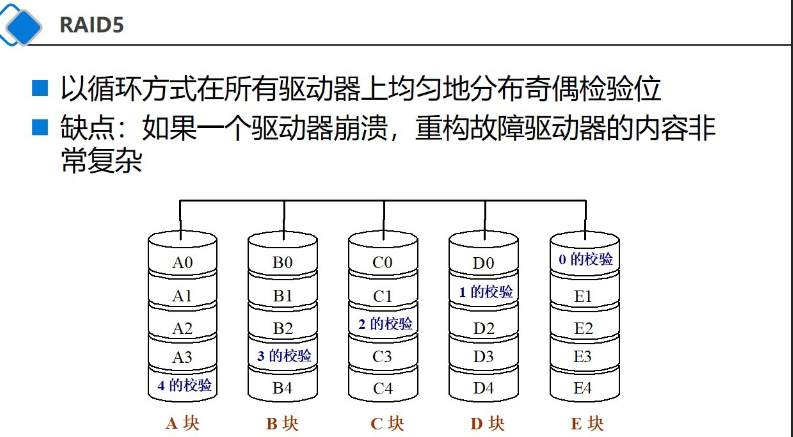 RAID5
以循环方式在所有驱动器上均匀地分布奇偶检验位
缺点：如果一个驱动器崩溃，重构故障驱动器的内容非
常复杂
A0 B0 C0 D0 0 的校验
A1 B1 C1 1 的校验 E1
A2 B2 2 的校验 D2 E2
A3 3 的校验 C3 D3 E3
4 的校验 B4 C4 D4 E4
A 块 B 块 C 块 D 块 E 块